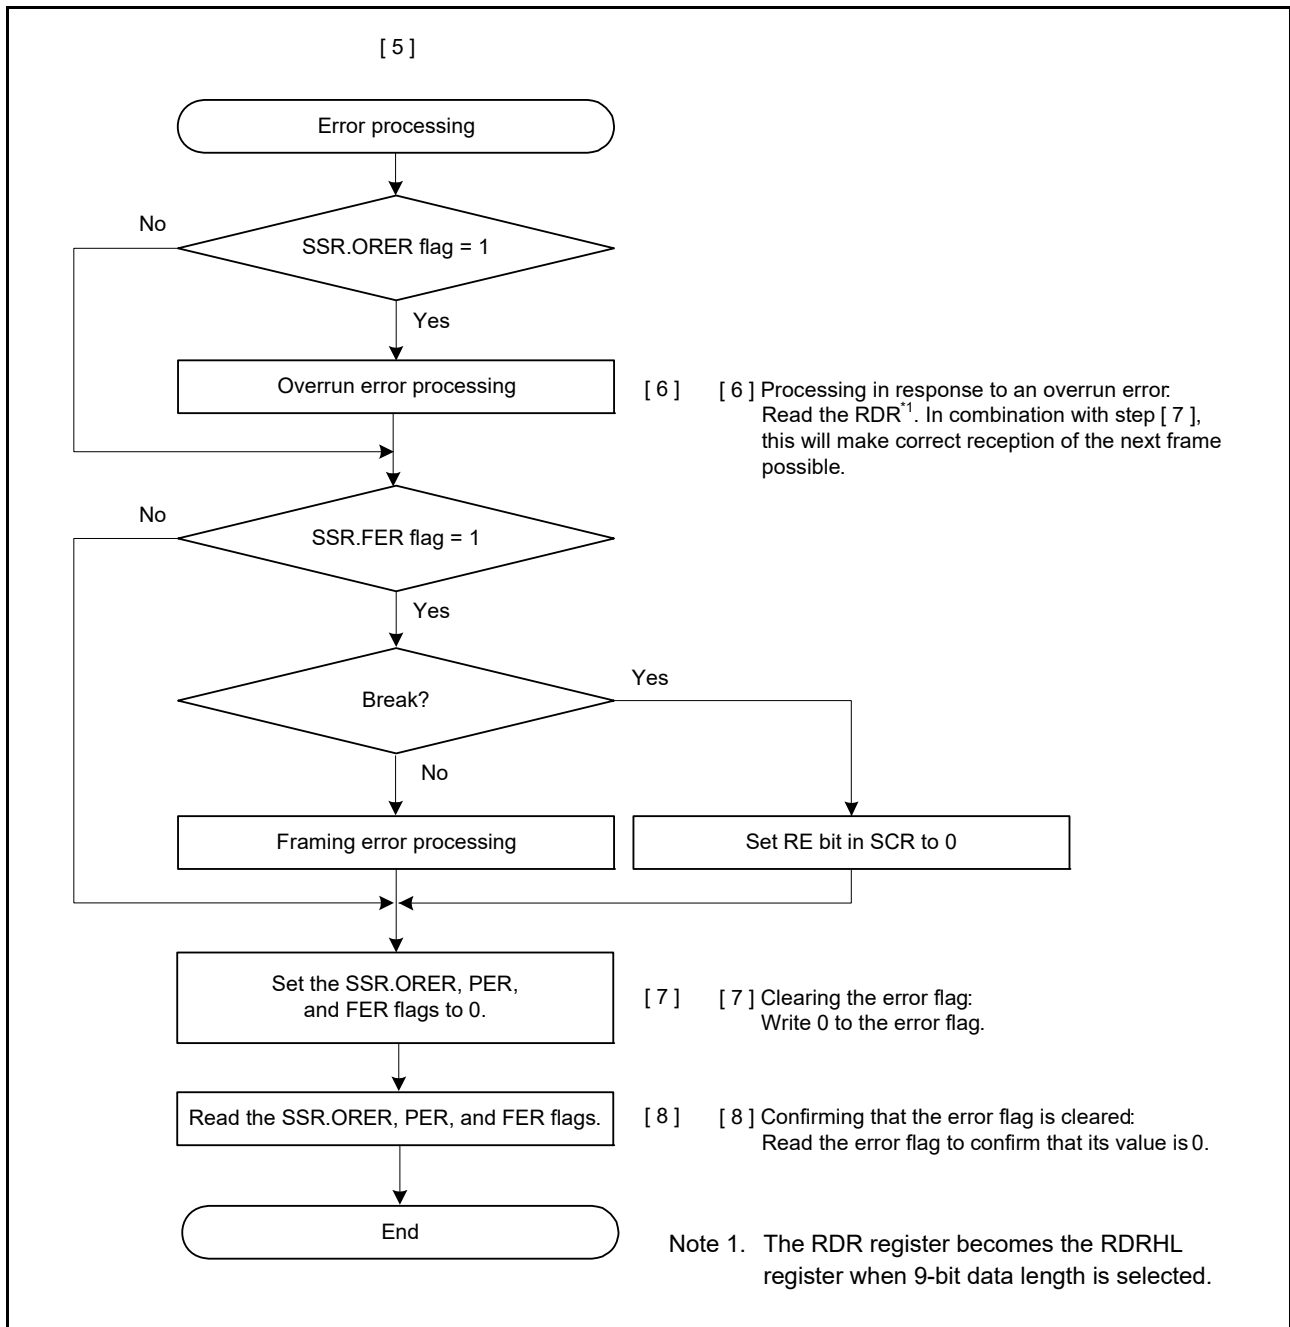 [ 5 ]
Error processing
No
SSR.ORER flag = 1
Yes
Overrun error processing
[ 6 ]
[ 6 ] Processing in response to an overrun error:
Read the RDR*1. In combination with step [ 7 ],
this will make correct reception of the next frame
possible.
No
SSR.FER flag = 1
Yes
Break?
Yes
No
Framing error processing
Set RE bit in SCR to 0
Set the SSR.ORER, PER,
and FER flags to 0.
[ 7 ]
[ 7 ] Clearing the error flag:
Write 0 to the error flag.
Read the SSR.ORER, PER, and FER flags.
[ 8 ]
[ 8 ] Confirming that the error flag is cleared:
Read the error flag to confirm that its value is 0.
End
Note 1. The RDR register becomes the RDRHL
register when 9-bit data length is selected.